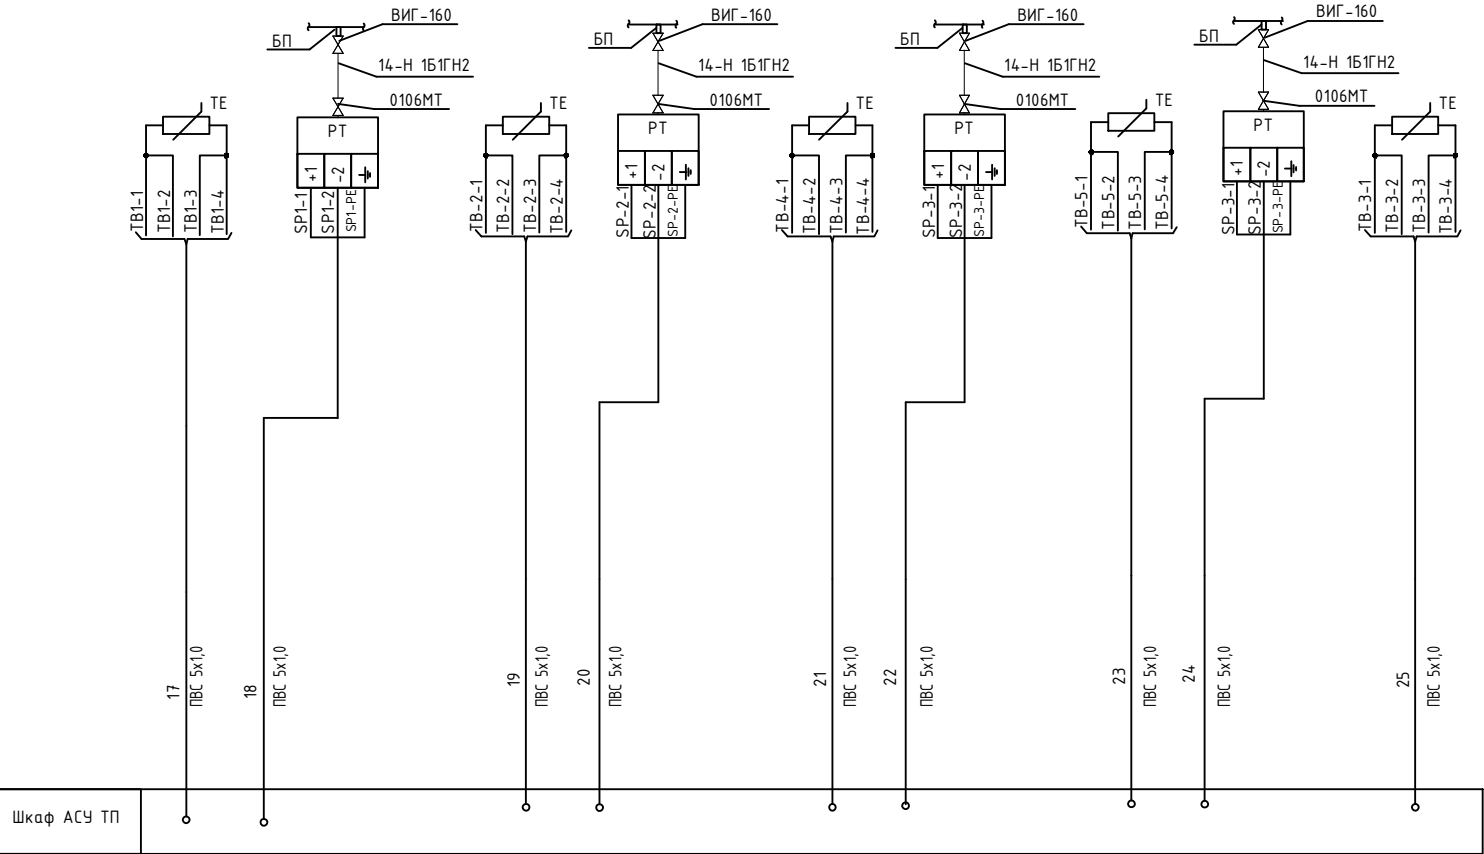 ВИГ-160
БП
14-Н 1Б1ГН2
0106МТ
ВИГ-160
БП
14-Н 1Б1ГН2
0106МТ
ВИГ-160
БП
14-Н 1Б1ГН2
0106МТ
ВИГ-160
БП
14-Н 1Б1ГН2
0106МТ
TE
TB1-1
TB1-2
TB1-3
TB1-4
PT
+1
-2
SP1-1
SP1-2
SP1-PE
TE
TB-2-1
TB-2-2
TB-2-3
TB-2-4
PT
+1
-2
SP-2-1
SP-2-2
SP-2-PE
TE
TB-4-1
TB-4-2
TB-4-3
TB-4-4
PT
+1
-2
SP-3-1
SP-3-2
SP-3-PE
TE
TB-5-1
TB-5-2
TB-5-3
TB-5-4
PT
+1
-2
SP-3-1
SP-3-2
SP-3-PE
TE
TB-3-1
TB-3-2
TB-3-3
TB-3-4
17
ПВС 5х1,0
18
ПВС 5х1,0
19
ПВС 5х1,0
20
ПВС 5х1,0
21
ПВС 5х1,0
22
ПВС 5х1,0
23
ПВС 5х1,0
24
ПВС 5х1,0
25
ПВС 5х1,0
Шкаф АСУ ТП